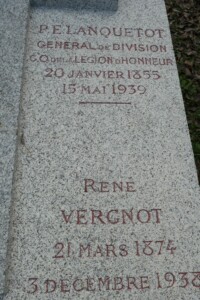 P.E. LANQUETOT
GÉNÉRAL DE DIVISION
G.O. DE LA LEGION D'HONNEUR
20 JANVIER 1855
15 MAI 1939
RENÉ
VERGNOT
21 MARS 1874
3 DÉCEMBRE 1938